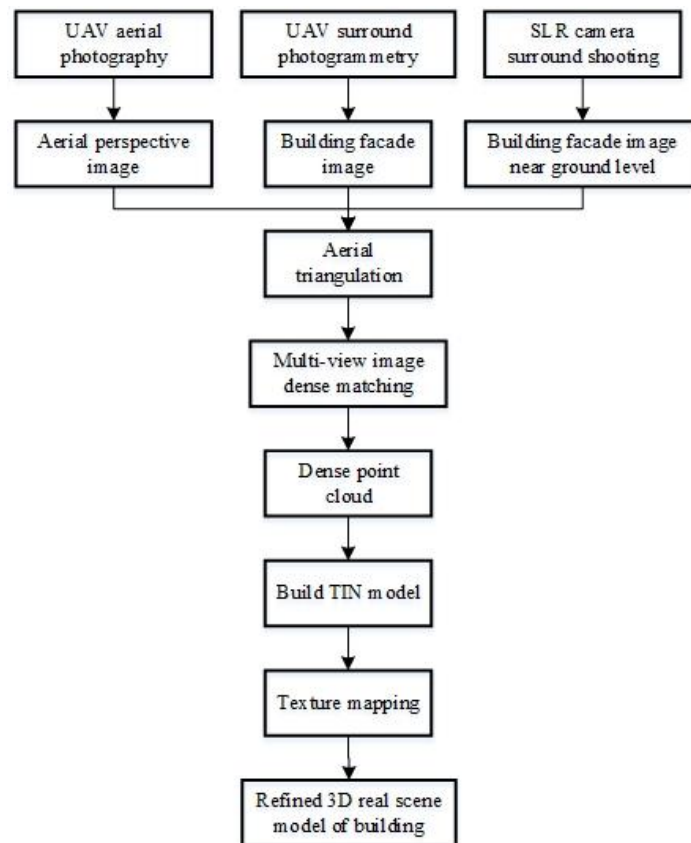 UAV aerial
photography
UAV surround
photogrammetry
SLR camera
surround shooting
Aerial perspective
image
Building facade
image
Building facade image
near ground level
Aerial
triangulation
Multi-view image
dense matching
Dense point
cloud
Build TIN model
Texture mapping
Refined 3D real scene
model of building